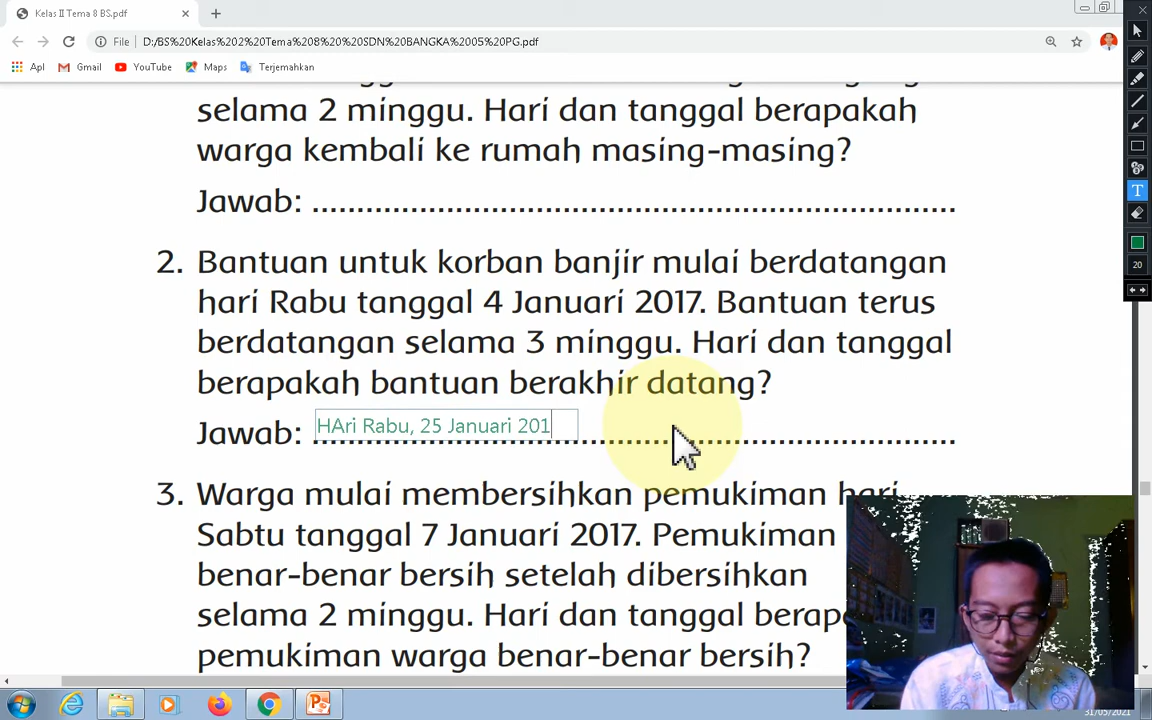 Kelas II Tema 8 BS.pdf
File D:/BS%20Kelas%202%20Tema%208%20%20SDN%20BANGKA%2005%20PG.pdf
Apl Gmail YouTube Maps Terjemahkan
selama 2 minggu. Hari dan tanggal berapakah
warga kembali ke rumah masing-masing?
Jawab: ......................................................................
2. Bantuan untuk korban banjir mulai berdatangan
hari Rabu tanggal 4 Januari 2017. Bantuan terus
berdatangan selama 3 minggu. Hari dan tanggal
berapakah bantuan berakhir datang?
Jawab: HAri Rabu, 25 Januari 201
3. Warga mulai membersihkan pemukiman hari
Sabtu tanggal 7 Januari 2017. Pemukiman
benar-benar bersih setelah dibersihkan
selama 2 minggu. Hari dan tanggal
pemukiman warga benar-benar bersih?
T
20
31/05/2021